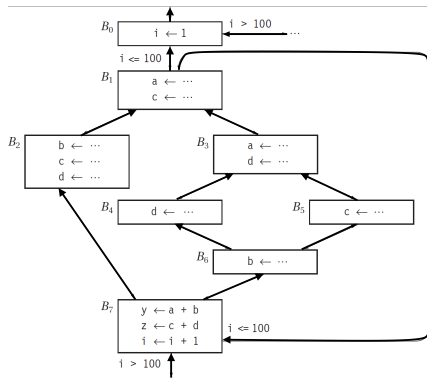 B0
i ← 1
i > 100
...
i <= 100
B1
a ← ...
c ← ...
B2
b ← ...
c ← ...
d ← ...
B3
a ← ...
d ← ...
B4
d ← ...
B5
c ← ...
B6
b ← ...
B7
y ← a + b
z ← c + d
i ← i + 1
i <= 100
i > 100